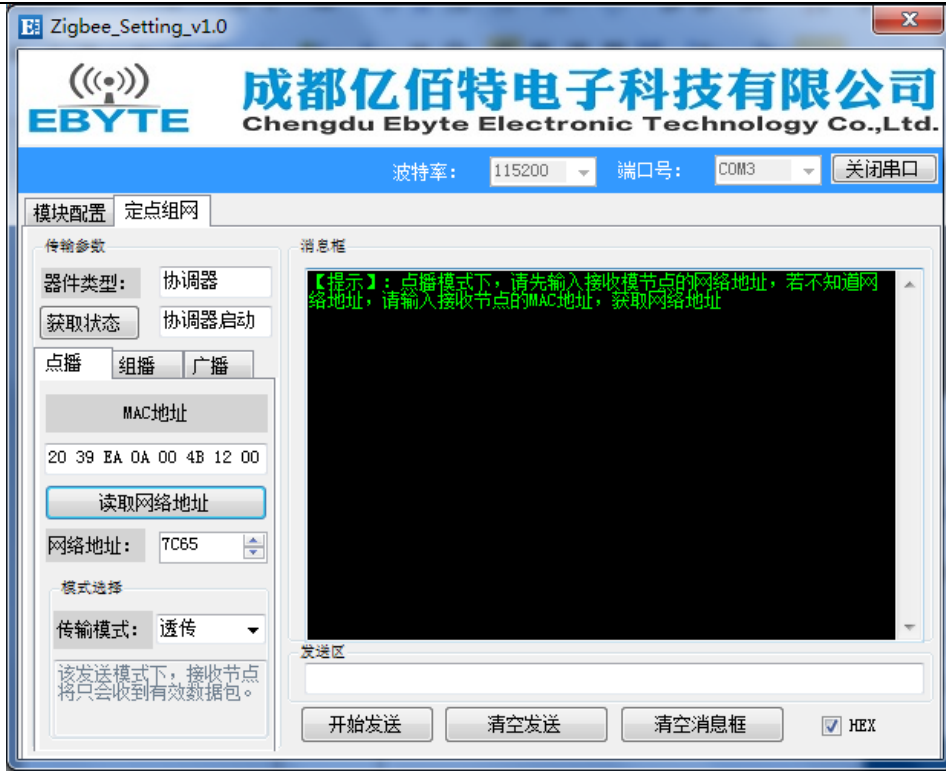 Zigbee_Setting_v1.0
EBYTE
成都亿佰特电子科技有限公司
Chengdu Ebyte Electronic Technology Co.,Ltd.
波特率： 115200 端口号： COM3 关闭串口
模块配置 定点组网
传输参数
器件类型： 协调器
获取状态 协调器启动
点播 组播 广播
MAC地址
20 39 EA 0A 00 4B 12 00
读取网络地址
网络地址： 7C65
模式选择
传输模式： 透传
该发送模式下，接收节点
将只会收到有效数据包。
消息框
【提示】：点播模式下，请先输入接收模节点的网络地址，若不知道网
络地址，请输入接收节点的MAC地址，获取网络地址
发送区
开始发送 清空发送 清空消息框 HEX